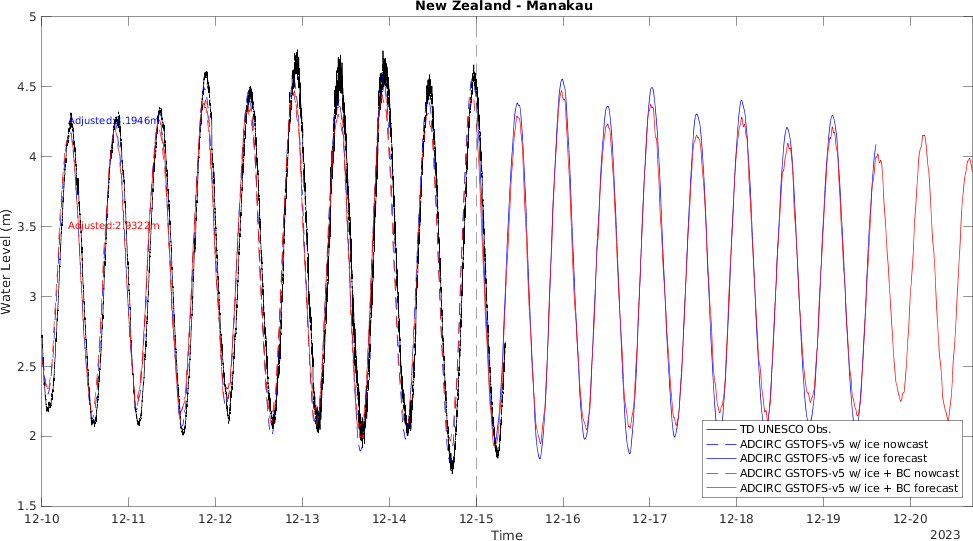 New Zealand - Manakau
5
4.5
4
3.5
3
2.5
2
1.5
Water Level (m)
Adjusted:2.9322m
TD UNESCO Obs.
ADCIRC GSTOFS-v5 w/ ice nowcast
ADCIRC GSTOFS-v5 w/ ice forecast
ADCIRC GSTOFS-v5 w/ ice + BC nowcast
ADCIRC GSTOFS-v5 w/ ice + BC forecast
12-10 12-11 12-12 12-13 12-14 12-15 12-16 12-17 12-18 12-19 12-20
Time
2023